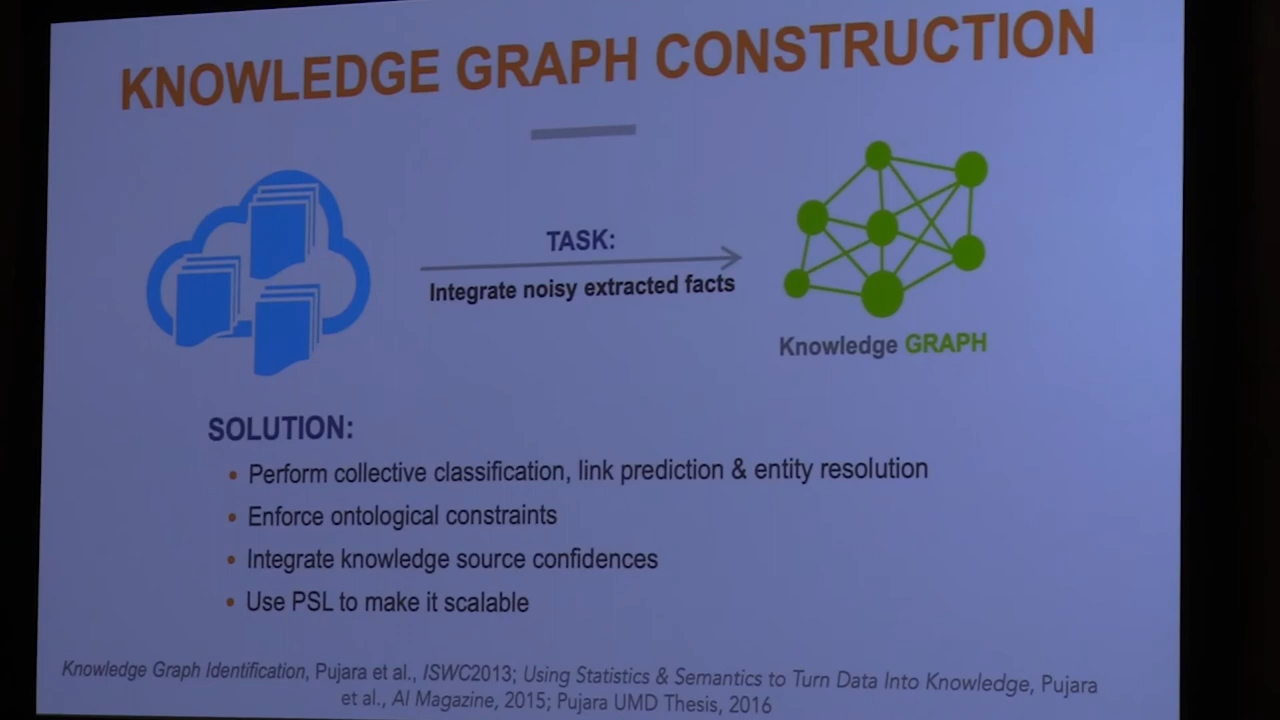 KNOWLEDGE GRAPH CONSTRUCTION
TASK:
Integrate noisy extracted facts
Knowledge GRAPH
SOLUTION:
• Perform collective classification, link prediction & entity resolution
• Enforce ontological constraints
• Integrate knowledge source confidences
• Use PSL to make it scalable
Knowledge Graph Identification, Pujara et al., ISWC2013; Using Statistics & Semantics to Turn Data Into Knowledge, Pujara
et al., AI Magazine, 2015; Pujara UMD Thesis, 2016